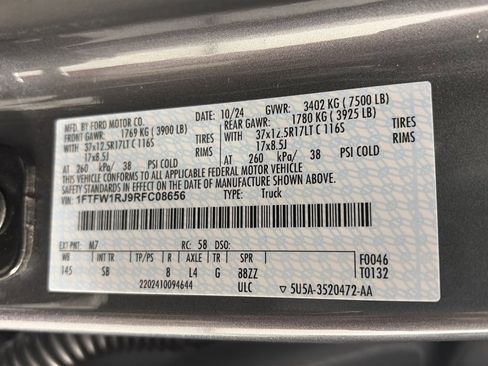 MFD. BY FORD MOTOR CO.
DATE: 10/24 GVWR: 3402 KG ( 7500 LB)
FRONT GAWR: 1769 KG ( 3900 LB) REAR GAWR: 1780 KG ( 3925 LB)
WITH 37x12.5R17LT C 116S TIRES WITH 37x12.5R17LT C 116S TIRES
17x8.5J RIMS 17x8.5J RIMS
AT 260 kPa/ 38 PSI COLD AT 260 kPa/ 38 PSI COLD
THIS VEHICLE CONFORMS TO ALL APPLICABLE FEDERAL MOTOR VEHICLE
SAFETY STANDARDS IN EFFECT ON THE DATE OF MANUFACTURE SHOWN ABOVE.
VIN: 1FTFW1RJ9RFC08656 TYPE: Truck
EXT PNT: M7 RC: 58 DSO: F0046
WB INT TR TP/PS R AXLE TR SPR T0132
145 SB 8 L4 G BBZZ
2202410094644 ULC ▽ 5U5A-3520472-AA